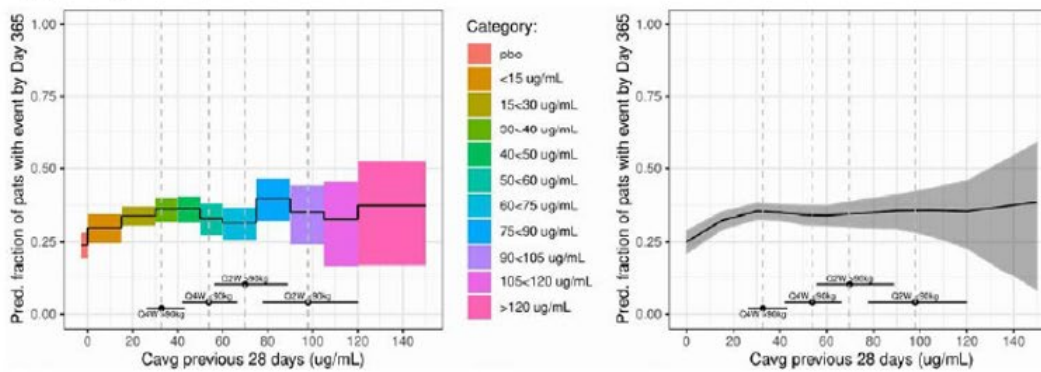 Pred. fraction of pats with event by Day 365
1.00
0.75
0.50
0.25
0.00
Q2W >90kg
Q4W <90kg
Q2W <90kg
Q4W >90kg
0 20 40 60 80 100 120 140
Cavg previous 28 days (ug/mL)
Category:
pbo
<15 ug/mL
15<30 ug/mL
30<40 ug/mL
40<50 ug/mL
50<60 ug/mL
60<75 ug/mL
75<90 ug/mL
90<105 ug/mL
105<120 ug/mL
>120 ug/mL
Pred. fraction of pats with event by Day 365
1.00
0.75
0.50
0.25
0.00
Q2W >90kg
Q4W <90kg
Q2W <90kg
Q4W >90kg
0 20 40 60 80 100 120 140
Cavg previous 28 days (ug/mL)